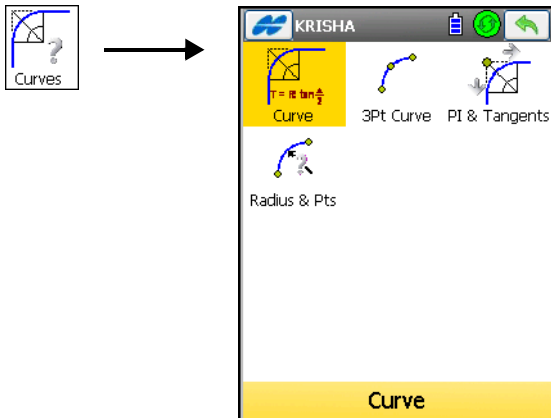 Curves
KRISHA
T = R tan Δ/2
Curve
3Pt Curve
PI & Tangents
Radius & Pts
Curve